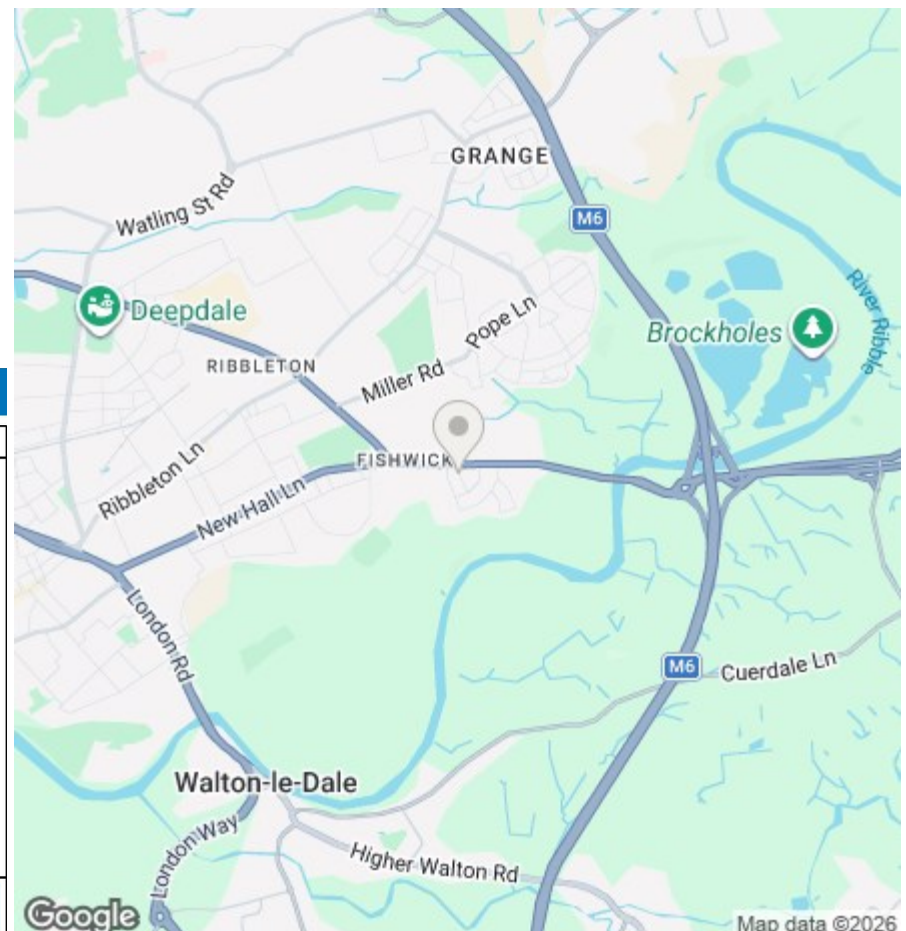 GRANGE
Watling St Rd
M6
River Ribble
Deepdale
Pope Ln
Brockholes
RIBBLETON
Miller Rd
Ribbleton Ln
FISHWICK
New Hall Ln
London Rd
M6
Cuerdale Ln
Walton-le-Dale
London Way
Higher Walton Rd
Google
Map data ©2026